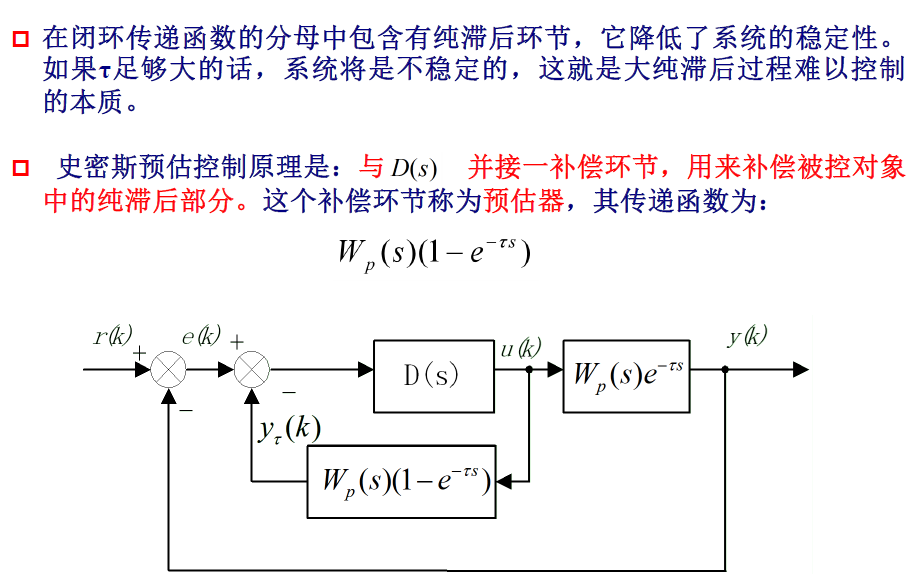 在闭环传递函数的分母中包含有纯滞后环节，它降低了系统的稳定性。
如果τ足够大的话，系统将是不稳定的，这就是大纯滞后过程难以控制
的本质。
史密斯预估控制原理是：与 D(s) 并接一补偿环节，用来补偿被控对象
中的纯滞后部分。这个补偿环节称为预估器，其传递函数为：
W_p(s)(1−e^{−τs})
r(k) + e(k) + u(k) y(k)
D(s) W_p(s)e^{−τs}
− −
y_τ(k)
W_p(s)(1−e^{−τs})